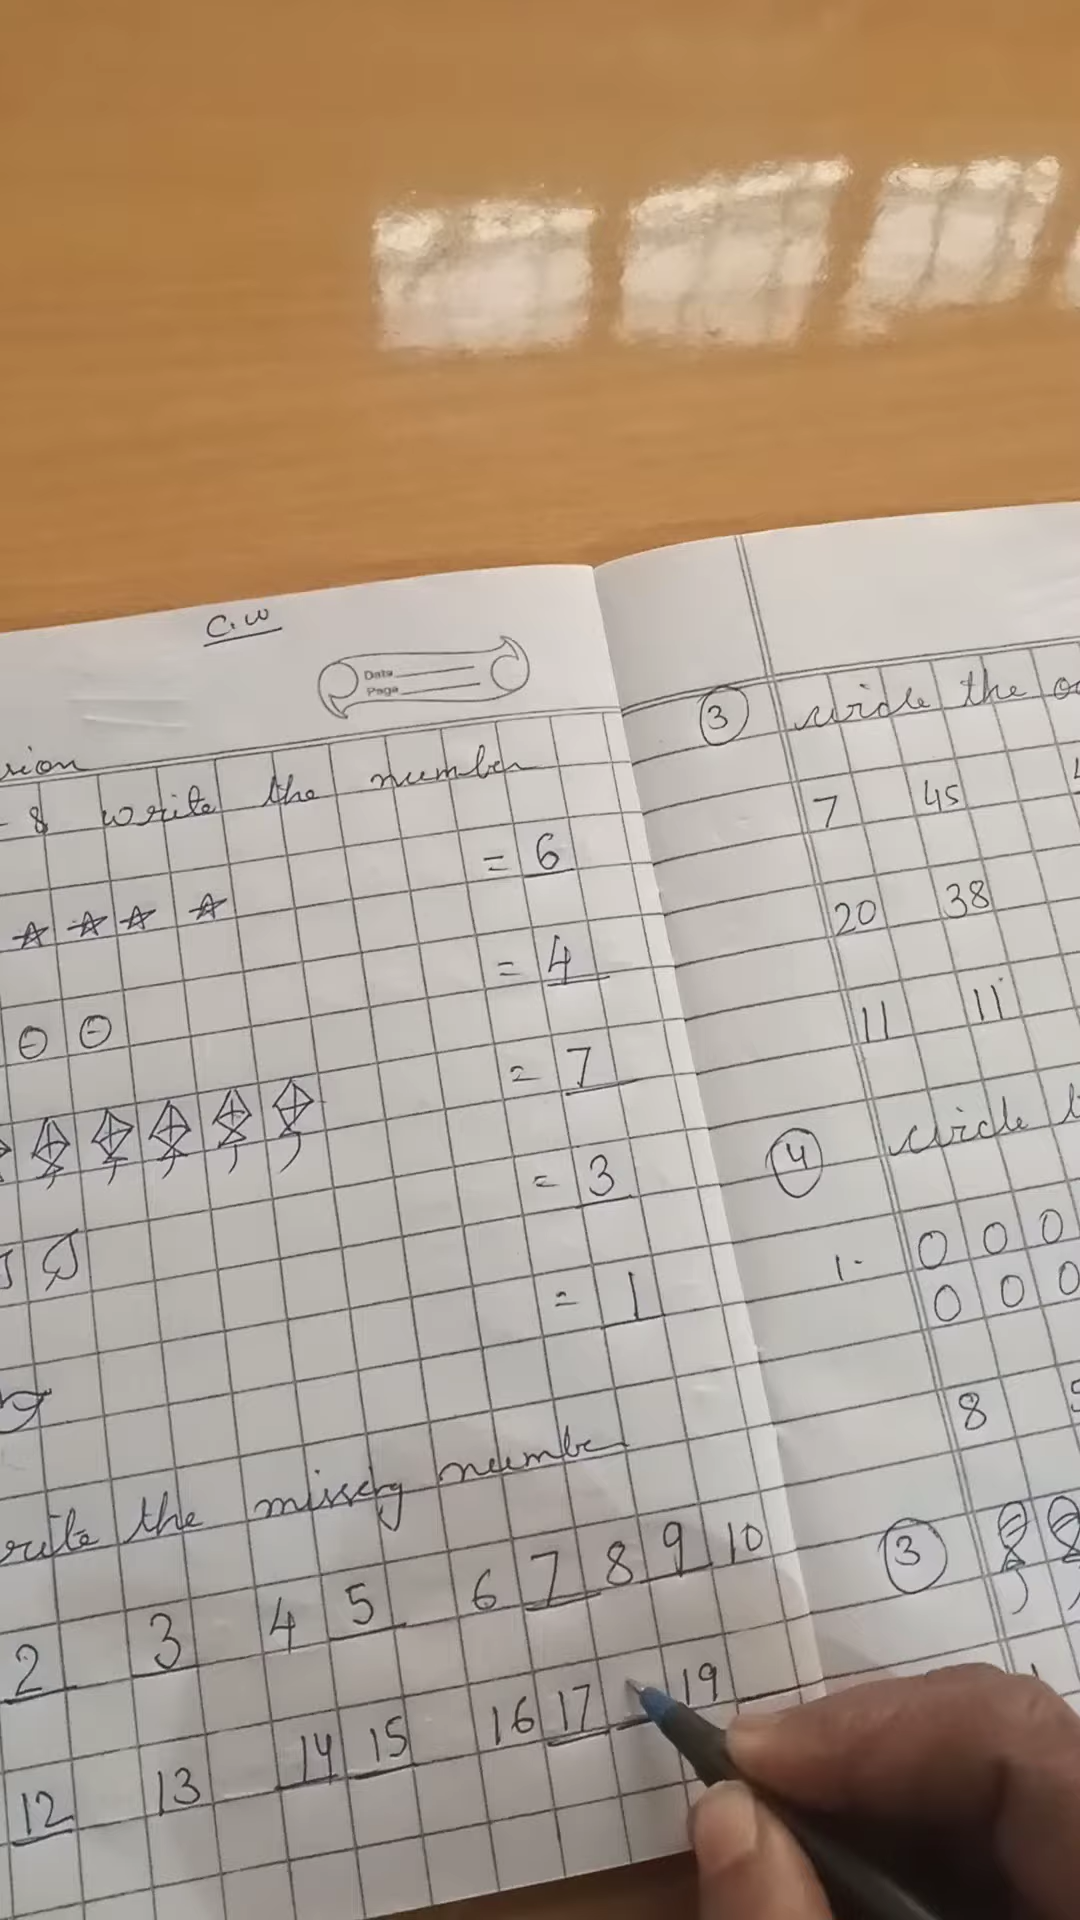 C.W
Date
Page
rion
- & write the number
= 6
= 4
= 7
= 3
= 1
rite the missing number
2 3 4 5 6 7 8 9 10
12 13 14 15 16 17 19
3 the
7 45
20 38
11 11
4 circle
1-
8
3